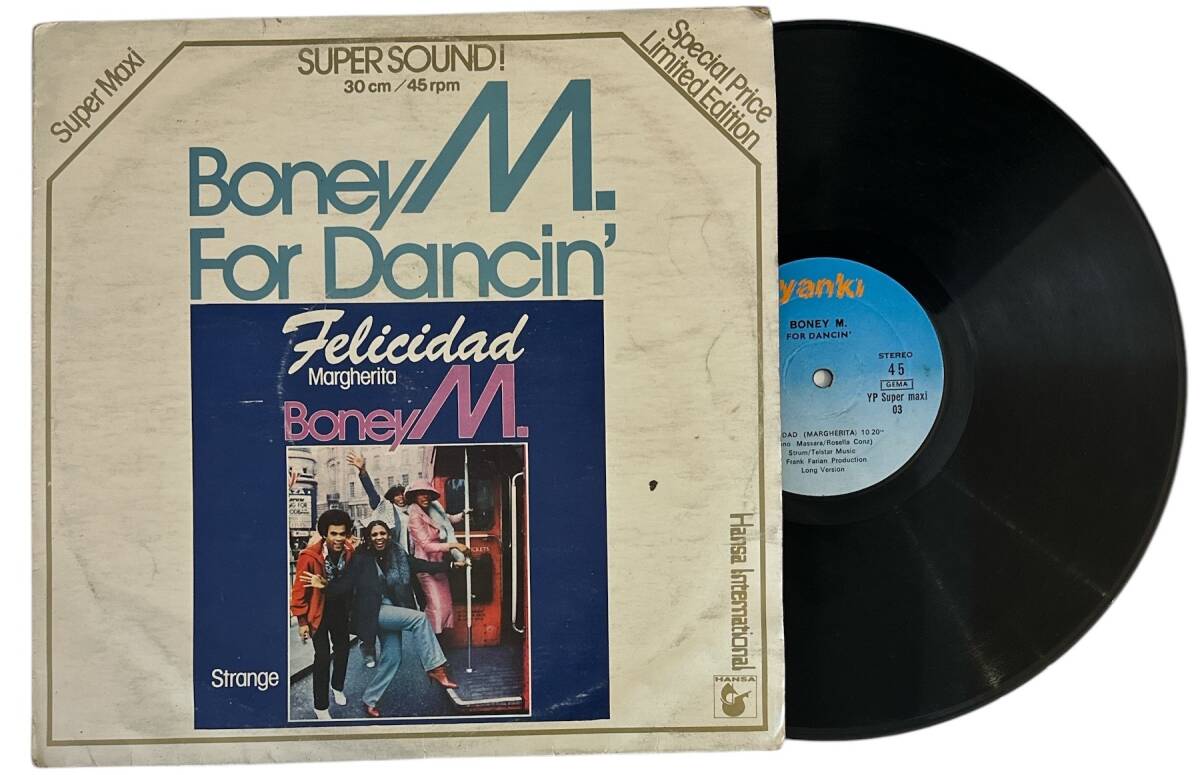 Super Maxi
SUPER SOUND!
30 cm / 45 rpm
Special Price
Limited Edition
Boney M.
For Dancin'
Felicidad
Margherita
Boney M.
TICKETS
Strange
Hansa International
HANSA
yanki
BONEY M.
FOR DANCIN'
STEREO
45
GEMA
YP Super maxi
03
(MARGHERITA) 10 20"
Massara/Rosella Conz)
Strum/Telstar Music
Frank Farian Production
Long Version